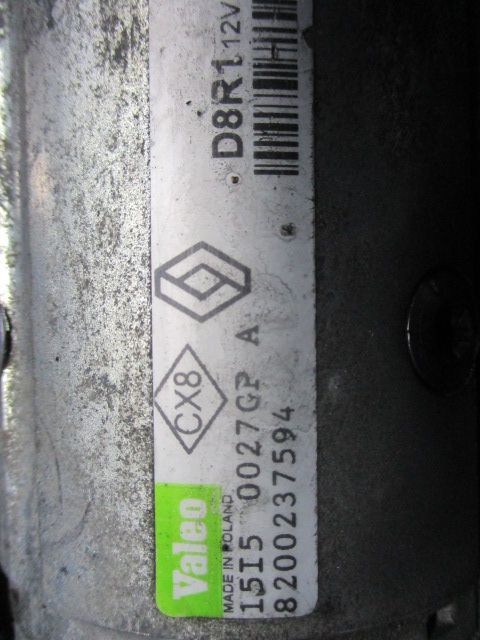 Valeo
MADE IN POLAND
CX8
D8R1 12V
15I5 0027GP A
8200237594